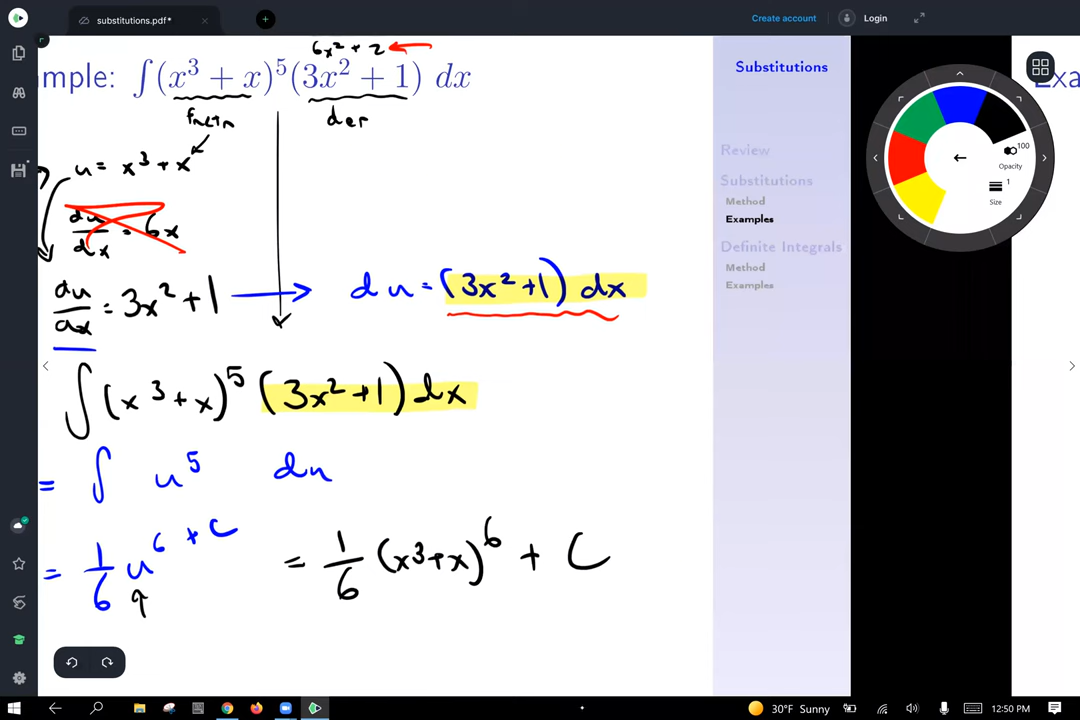 substitutions.pdf*
Create account
Login
6x² + 2
mple: ∫(x³ + x)⁵(3x² + 1) dx
fnctn
der
u = x³ + x
du/dx = 6x
du/dx = 3x² + 1
du = (3x² + 1) dx
∫ (x³ + x)⁵ (3x² + 1) dx
= ∫ u⁵ du
= 1/6 u⁶ + C = 1/6 (x³ + x)⁶ + C
Substitutions
Review
Substitutions
Method
Examples
Definite Integrals
Method
Examples
Exa
100
Opacity
1
Size
30°F Sunny
12:50 PM